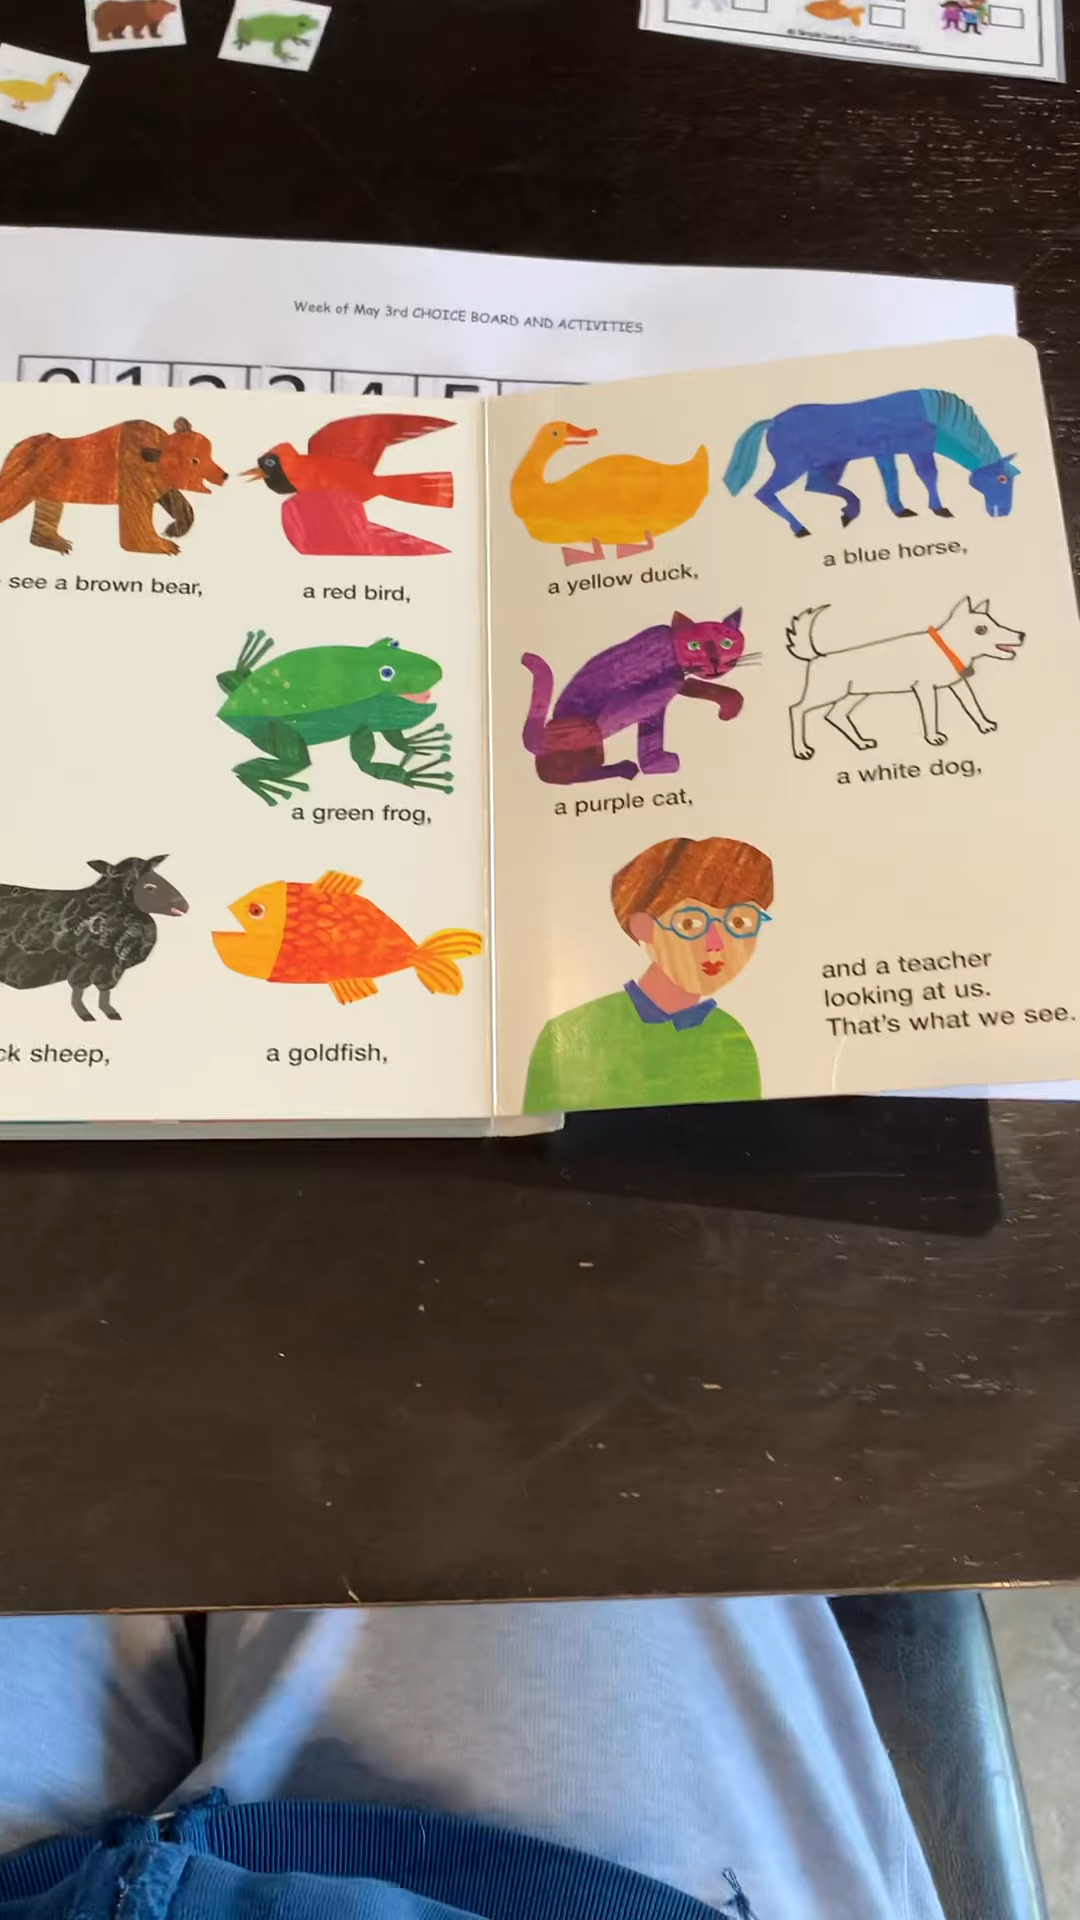 Week of May 3rd CHOICE BOARD AND ACTIVITIES
see a brown bear,
a red bird,
a green frog,
ck sheep,
a goldfish,
a yellow duck,
a blue horse,
a purple cat,
a white dog,
and a teacher
looking at us.
That's what we see.